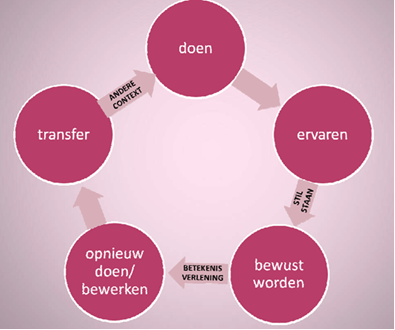 doen
ervaren
STIL
STAAN
bewust
worden
BETEKENIS
VERLENING
opnieuw
doen/
bewerken
transfer
ANDERE
CONTEXT